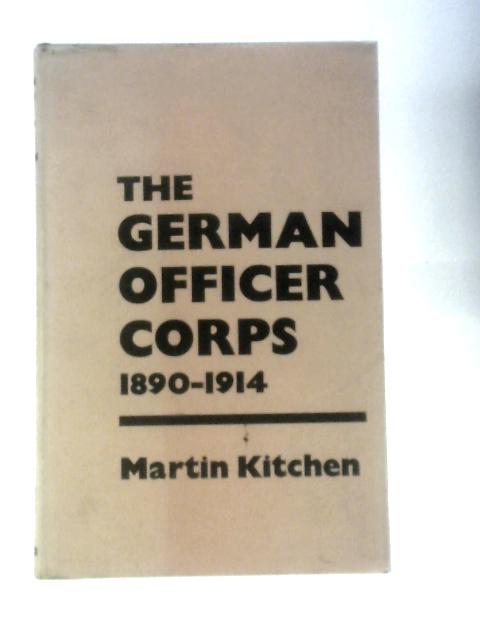 THE
GERMAN
OFFICER
CORPS
1890-1914
Martin Kitchen